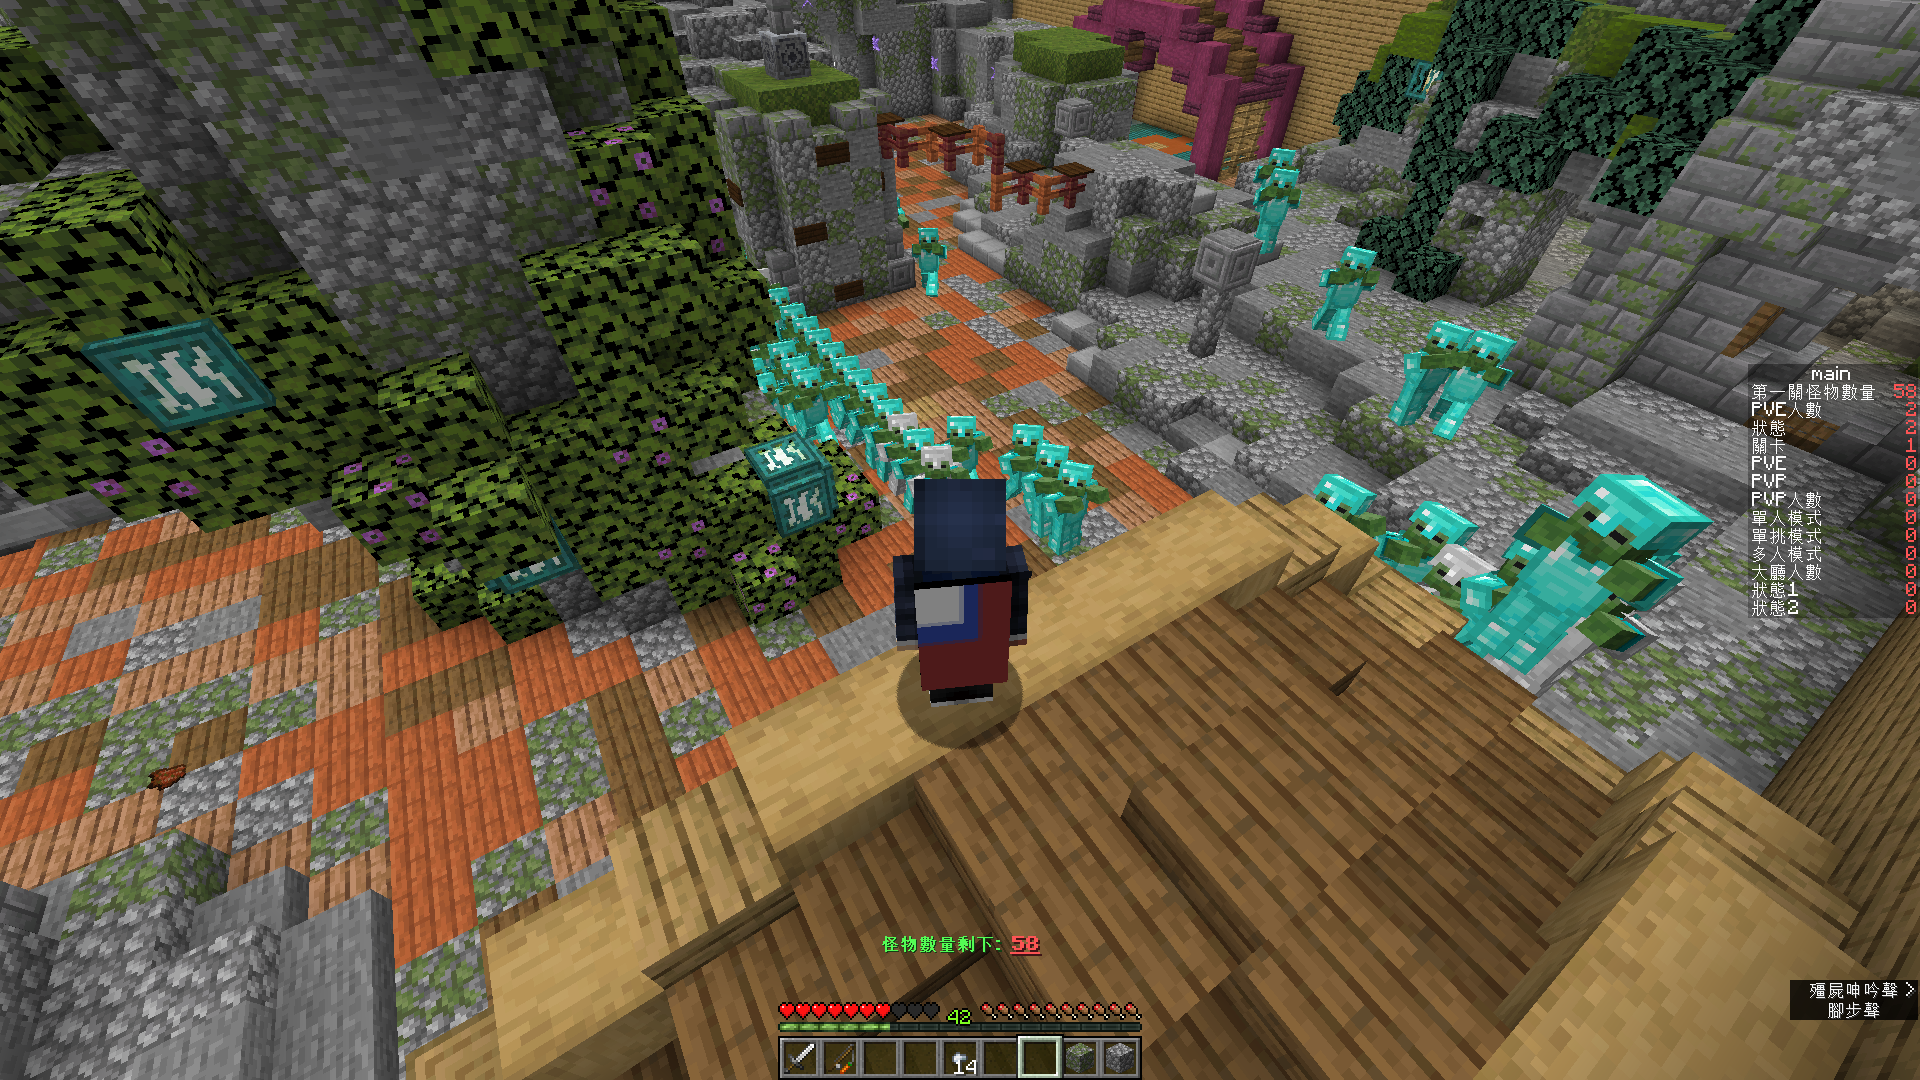 main
第一關怪物數量 58
PVE人數 2
狀態 2
關卡 1
PVE 0
PVP 0
PVP人數 0
單人模式 0
單挑模式 0
多人模式 0
大廳人數 0
狀態1 0
狀態2 0
怪物數量剩下: 58
殭屍呻吟聲 >
腳步聲
42
14